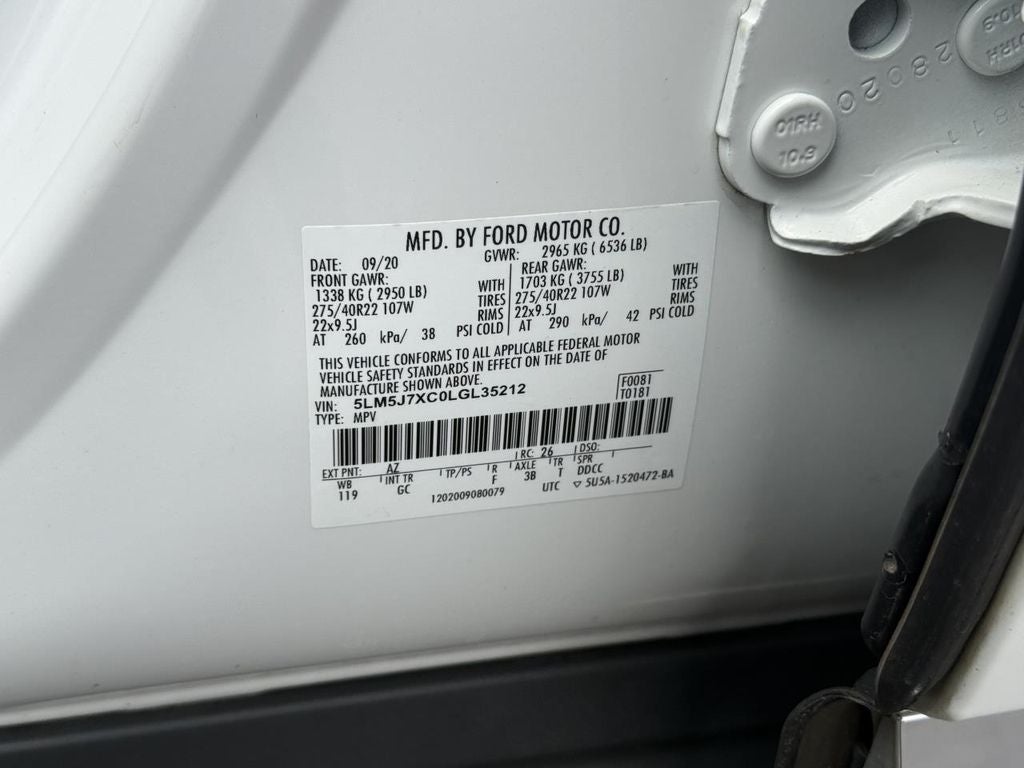 MFD. BY FORD MOTOR CO.
DATE: 09/20 GVWR: 2965 KG ( 6536 LB)
FRONT GAWR: REAR GAWR:
1338 KG ( 2950 LB) WITH 1703 KG ( 3755 LB) WITH
275/40R22 107W TIRES 275/40R22 107W TIRES
22x9.5J RIMS 22x9.5J RIMS
AT 260 kPa/ 38 PSI COLD AT 290 kPa/ 42 PSI COLD
THIS VEHICLE CONFORMS TO ALL APPLICABLE FEDERAL MOTOR
VEHICLE SAFETY STANDARDS IN EFFECT ON THE DATE OF
MANUFACTURE SHOWN ABOVE.
VIN: 5LM5J7XC0LGL35212 F0081
TYPE: MPV T0181
EXT PNT: AZ RC: 26 DSO:
WB INT TR TP/PS R AXLE TR SPR
119 GC F 3B T DDCC
1202009080079 UTC ▽ 5U5A-1520472-BA
01RH
10.9
28020
01RH
10.9